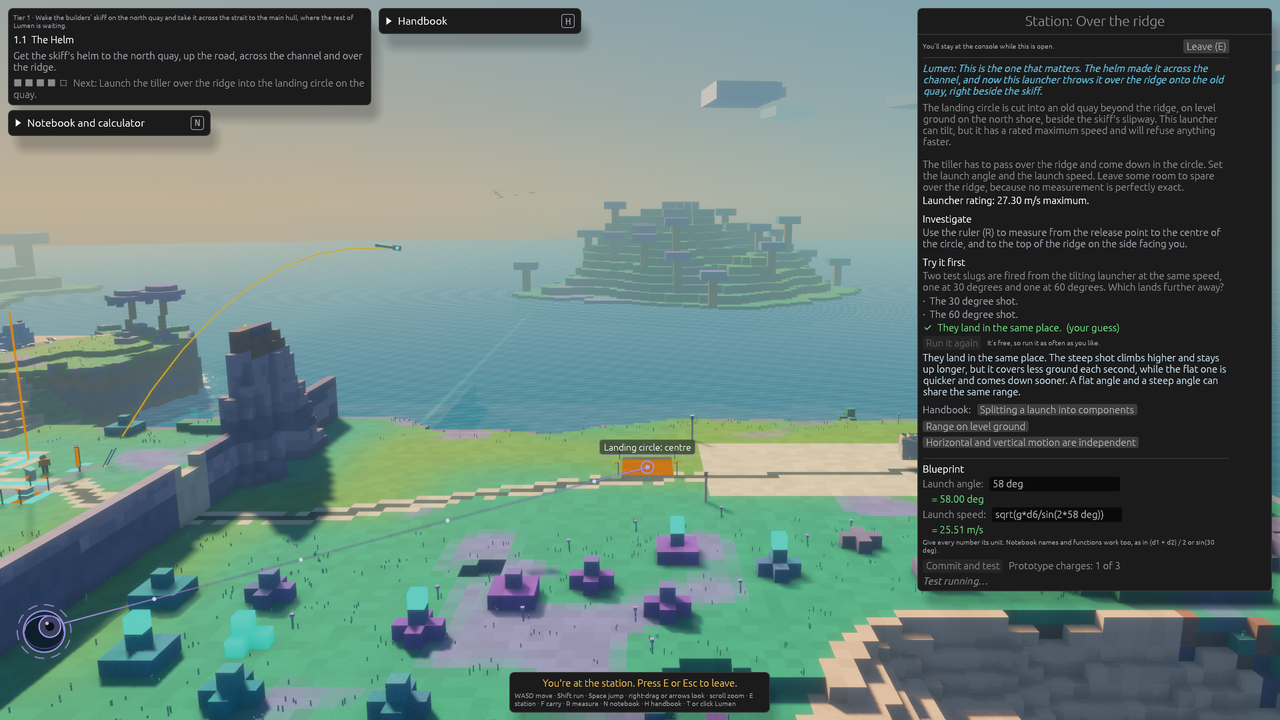 Tier 1 · Wake the builders' skiff on the north quay and take it across the strait to the main hull, where the rest of
Lumen is waiting.
1.1 The Helm
Get the skiff's helm to the north quay, up the road, across the channel and over
the ridge.
Next: Launch the tiller over the ridge into the landing circle on the
quay.
Notebook and calculator N
Handbook H
Landing circle: centre
You're at the station. Press E or Esc to leave.
WASD move · Shift run · Space jump · right-drag or arrows look · scroll zoom · E
station · F carry · R measure · N notebook · H handbook · T or click Lumen
Station: Over the ridge
You'll stay at the console while this is open. Leave (E)
Lumen: This is the one that matters. The helm made it across the
channel, and now this launcher throws it over the ridge onto the old
quay, right beside the skiff.
The landing circle is cut into an old quay beyond the ridge, on level
ground on the north shore, beside the skiff's slipway. This launcher
can tilt, but it has a rated maximum speed and will refuse anything
faster.
The tiller has to pass over the ridge and come down in the circle. Set
the launch angle and the launch speed. Leave some room to spare
over the ridge, because no measurement is perfectly exact.
Launcher rating: 27.30 m/s maximum.
Investigate
Use the ruler (R) to measure from the release point to the centre of
the circle, and to the top of the ridge on the side facing you.
Try it first
Two test slugs are fired from the tilting launcher at the same speed,
one at 30 degrees and one at 60 degrees. Which lands further away?
· The 30 degree shot.
· The 60 degree shot.
✓ They land in the same place. (your guess)
Run it again It's free, so run it as often as you like.
They land in the same place. The steep shot climbs higher and stays
up longer, but it covers less ground each second, while the flat one is
quicker and comes down sooner. A flat angle and a steep angle can
share the same range.
Handbook: Splitting a launch into components
Range on level ground
Horizontal and vertical motion are independent
Blueprint
Launch angle: 58 deg
= 58.00 deg
Launch speed: sqrt(g*d6/sin(2*58 deg))
= 25.51 m/s
Give every number its unit. Notebook names and functions work too, as in (d1 + d2) / 2 or sin(30
deg).
Commit and test Prototype charges: 1 of 3
Test running...